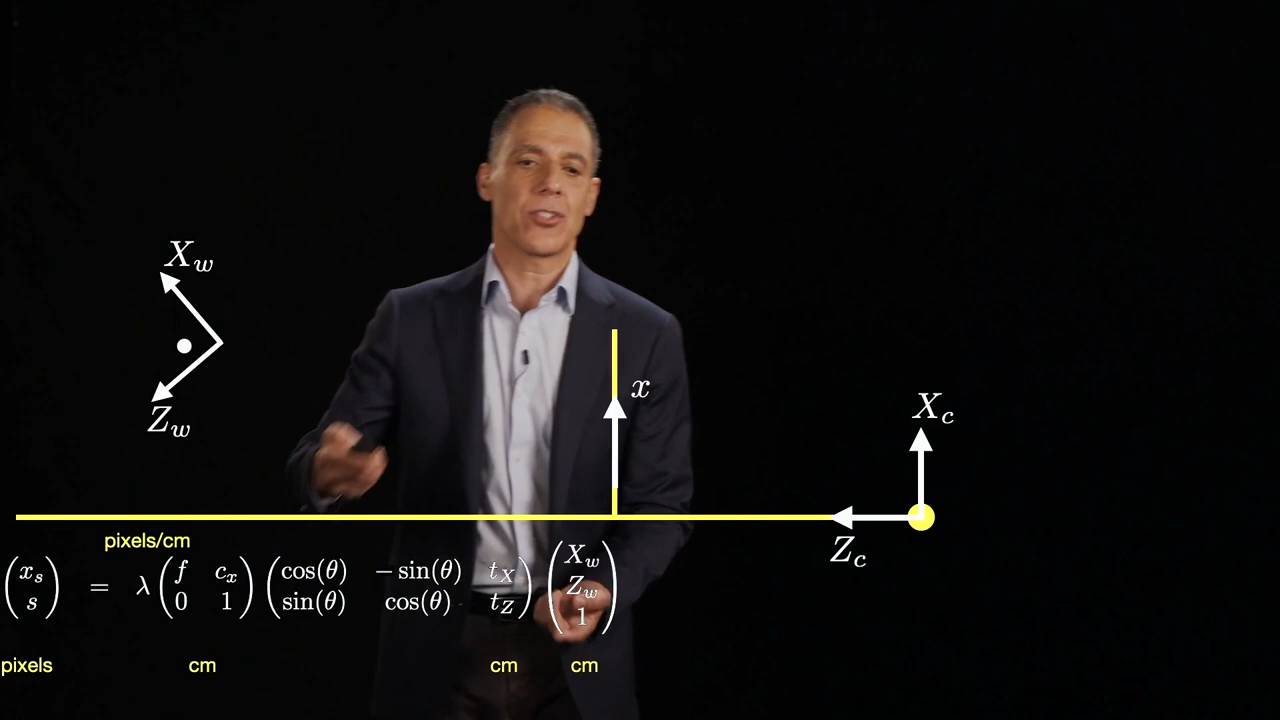 X_w
Z_w
x
X_c
Z_c
pixels/cm
(x_s s) = λ (f c_x 0 1) (cos(θ) −sin(θ) t_X sin(θ) cos(θ) t_Z) (X_w Z_w 1)
pixels cm cm cm